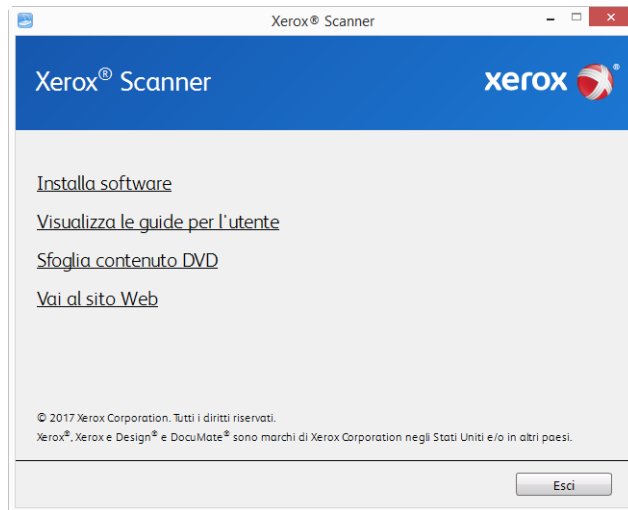 Xerox® Scanner
Xerox® Scanner
xerox®
Installa software
Visualizza le guide per l'utente
Sfoglia contenuto DVD
Vai al sito Web
© 2017 Xerox Corporation. Tutti i diritti riservati.
Xerox®, Xerox e Design® e DocuMate® sono marchi di Xerox Corporation negli Stati Uniti e/o in altri paesi.
Esci